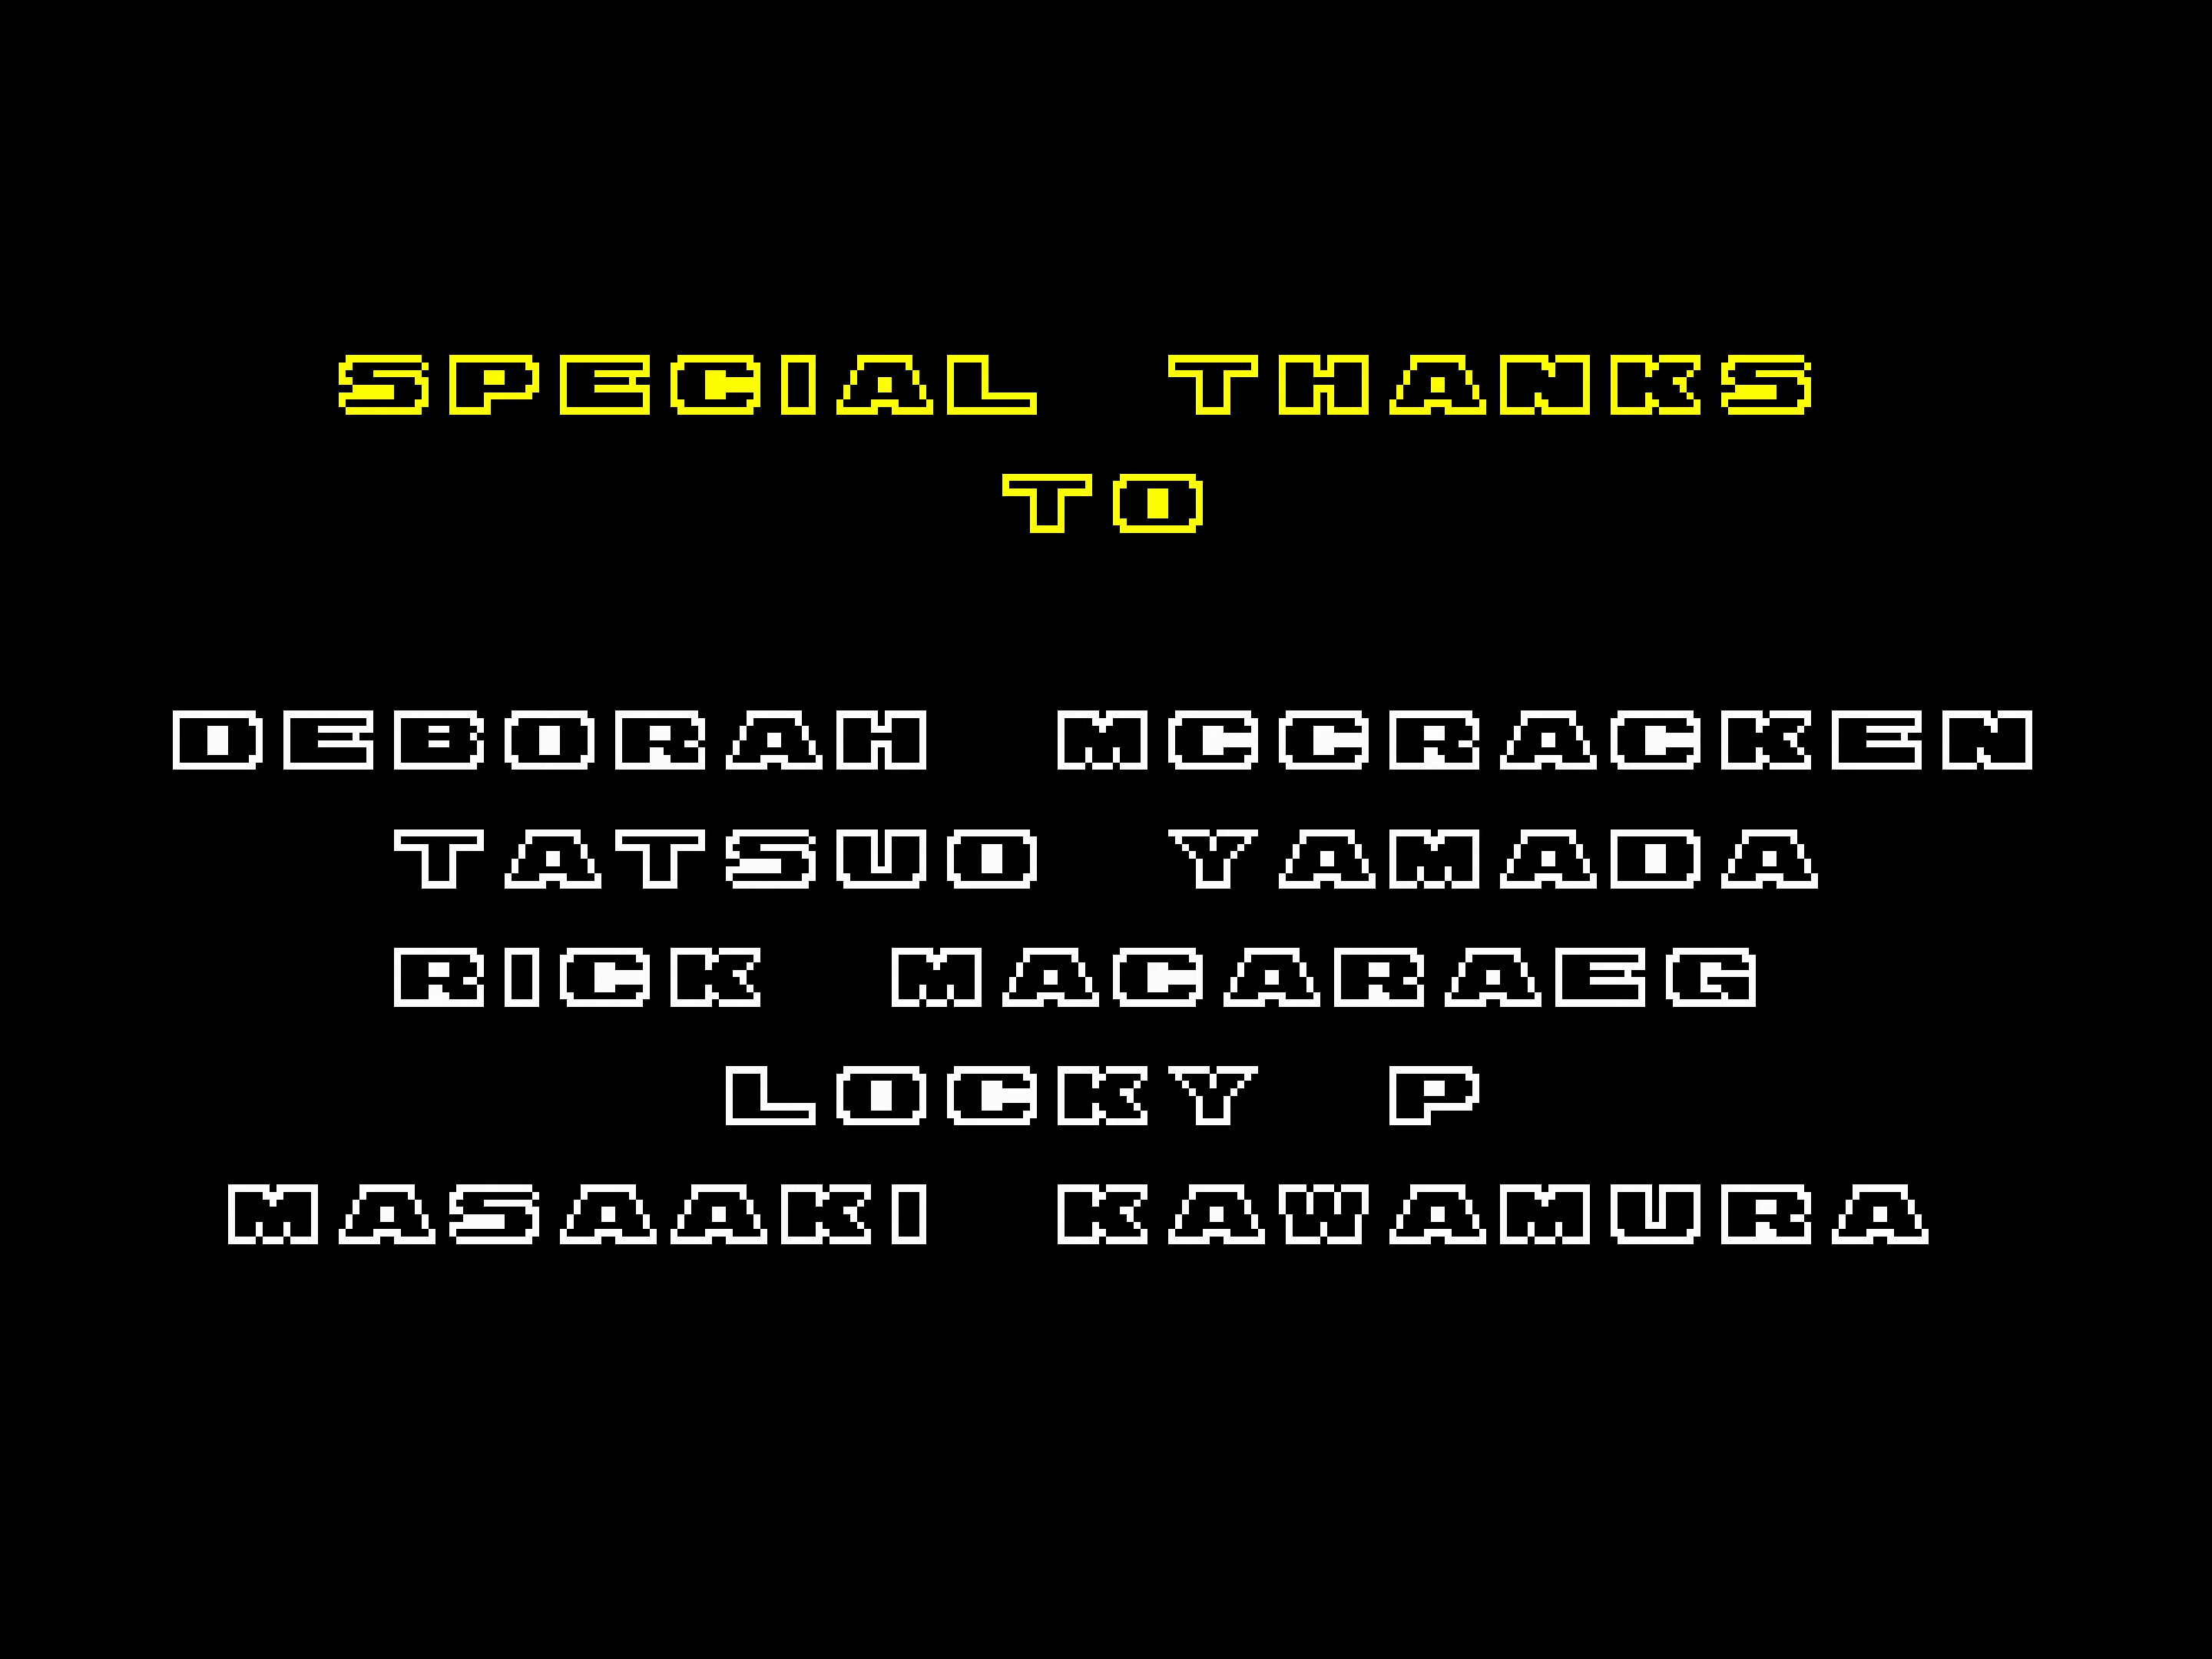 SPECIAL THANKS
TO
DEBORAH MCCRACKEN
TATSUO YAMADA
RICK MACARAEG
LOCKY P
MASAAKI KAWAMURA